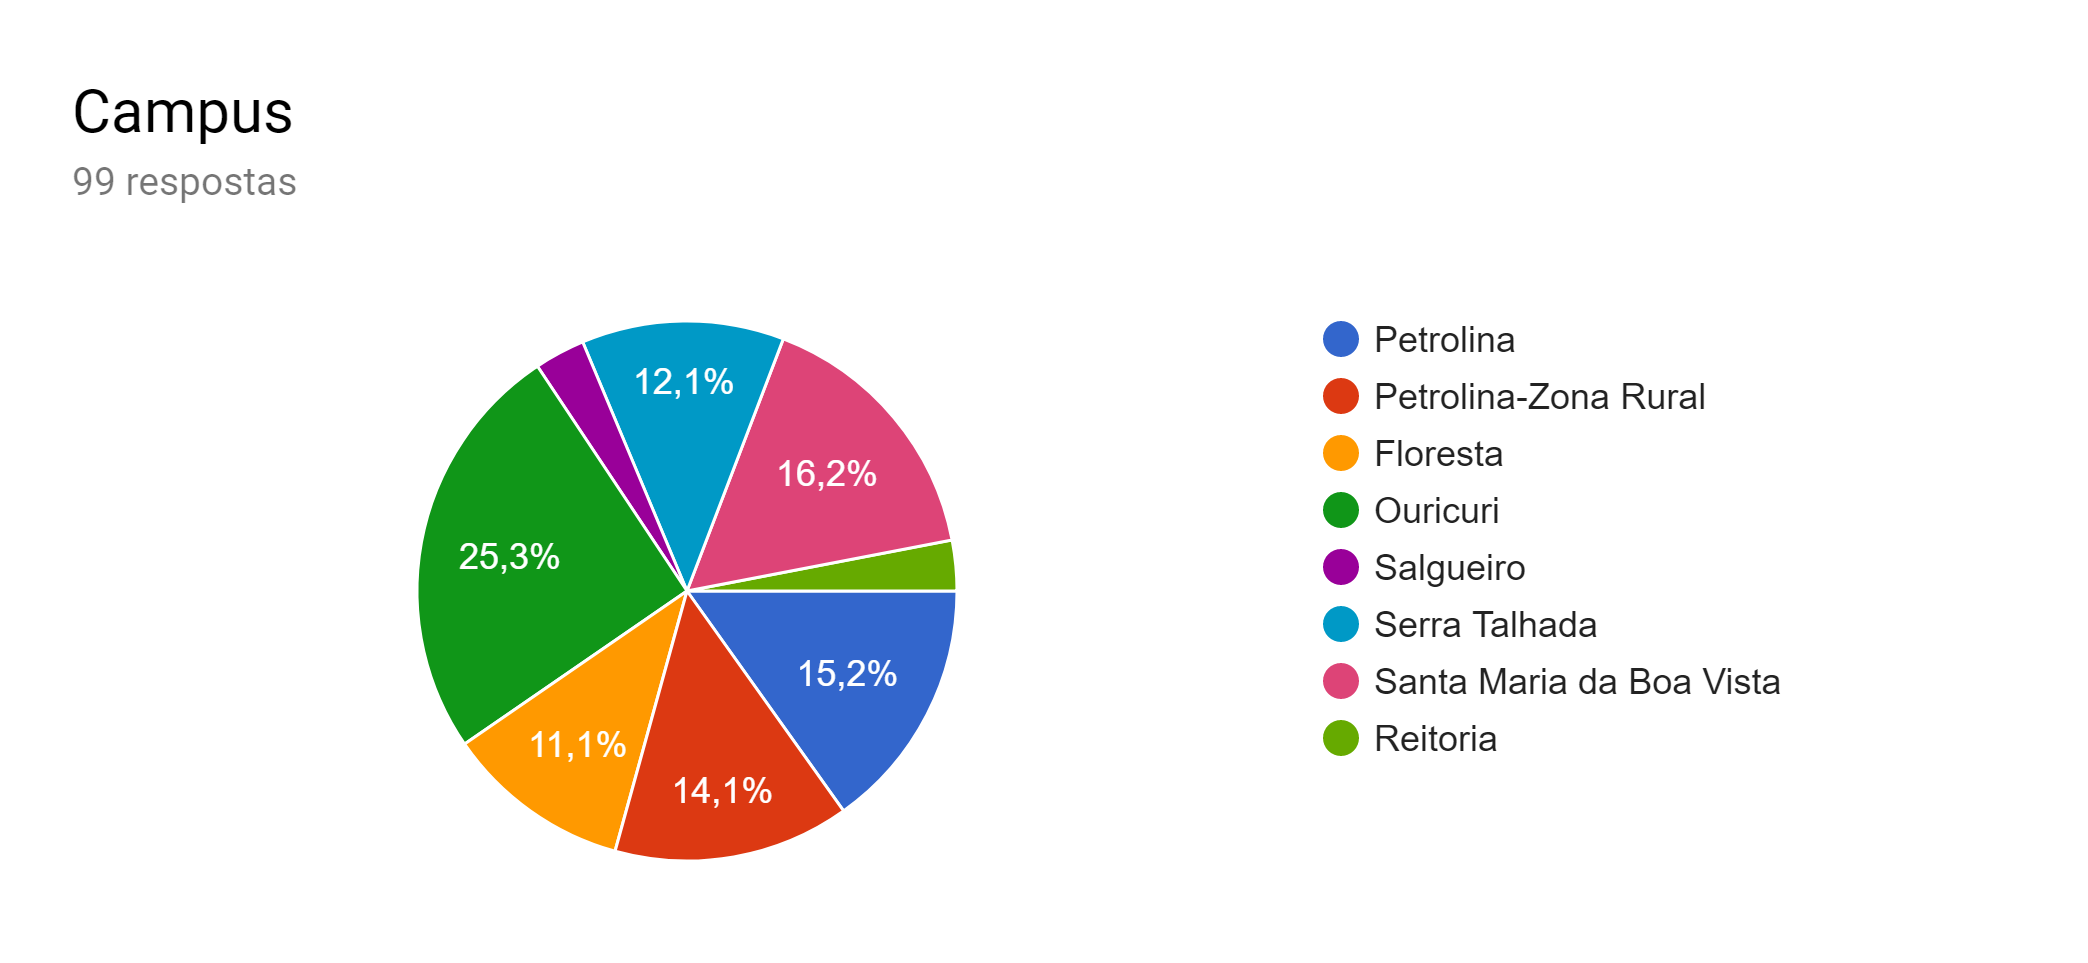 Campus
99 respostas
12,1%
16,2%
25,3%
15,2%
11,1%
14,1%
Petrolina
Petrolina-Zona Rural
Floresta
Ouricuri
Salgueiro
Serra Talhada
Santa Maria da Boa Vista
Reitoria